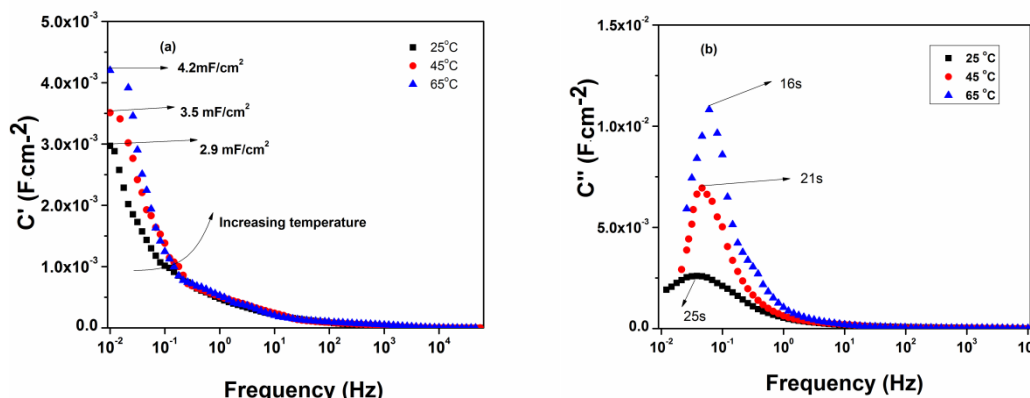 5.0x10⁻³
4.0x10⁻³
3.0x10⁻³
2.0x10⁻³
1.0x10⁻³
0.0
C' (F.cm-²)
(a)
25°C
45°C
65°C
4.2mF/cm²
3.5 mF/cm²
2.9 mF/cm²
Increasing temperature
10⁻² 10⁻¹ 10⁰ 10¹ 10² 10³ 10⁴
Frequency (Hz)
1.5x10⁻²
1.0x10⁻²
5.0x10⁻³
0.0
C'' (F.cm-²)
(b)
25 °C
45 °C
65 °C
16s
21s
25s
10⁻² 10⁻¹ 10⁰ 10¹ 10² 10³ 10
Frequency (Hz)